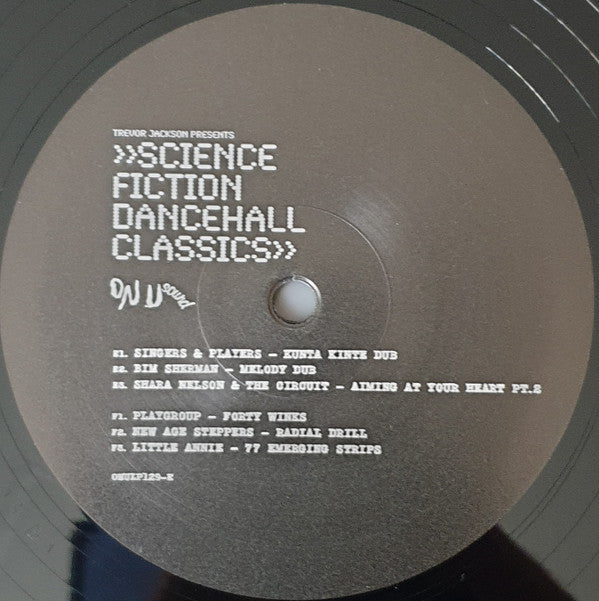 TREVOR JACKSON PRESENTS
>>SCIENCE
FICTION
DANCEHALL
CLASSICS>>
ON U SOUND
E1. SINGERS & PLAYERS – KUNTA KINTE DUB
E2. BIM SHERMAN – MELODY DUB
E3. SHARA NELSON & THE CIRCUIT – AIMING AT YOUR HEART PT.2
F1. PLAYGROUP – FORTY WINKS
F2. NEW AGE STEPPERS – RADIAL DRILL
F3. LITTLE ANNIE – 77 EMERGING STRIPS
ONULP129-E